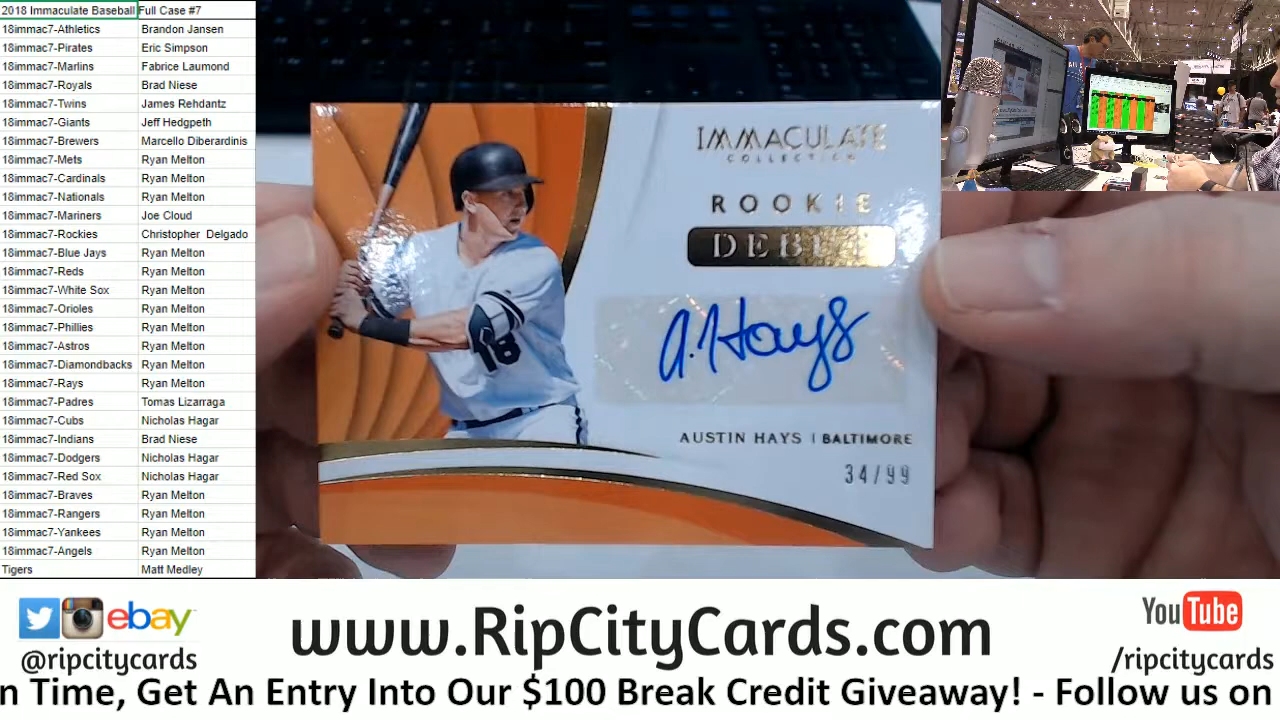 2018 Immaculate Baseball Full Case #7
18immac7-Athletics Brandon Jansen
18immac7-Pirates Eric Simpson
18immac7-Marlins Fabrice Laumond
18immac7-Royals Brad Niese
18immac7-Twins James Rehdantz
18immac7-Giants Jeff Hedgpeth
18immac7-Brewers Marcello Diberardinis
18immac7-Mets Ryan Melton
18immac7-Cardinals Ryan Melton
18immac7-Nationals Ryan Melton
18immac7-Mariners Joe Cloud
18immac7-Rockies Christopher Delgado
18immac7-Blue Jays Ryan Melton
18immac7-Reds Ryan Melton
18immac7-White Sox Ryan Melton
18immac7-Orioles Ryan Melton
18immac7-Phillies Ryan Melton
18immac7-Astros Ryan Melton
18immac7-Diamondbacks Ryan Melton
18immac7-Rays Ryan Melton
18immac7-Padres Tomas Lizarraga
18immac7-Cubs Nicholas Hagar
18immac7-Indians Brad Niese
18immac7-Dodgers Nicholas Hagar
18immac7-Red Sox Nicholas Hagar
18immac7-Braves Ryan Melton
18immac7-Rangers Ryan Melton
18immac7-Yankees Ryan Melton
18immac7-Angels Ryan Melton
Tigers Matt Medley
IMMACULATE
COLLECTION
ROOKIE
DEBUT
A. Hays
18
AUSTIN HAYS | BALTIMORE
34/99
ebay
@ripcitycards
www.RipCityCards.com
YouTube
/ripcitycards
n Time, Get An Entry Into Our $100 Break Credit Giveaway! - Follow us on